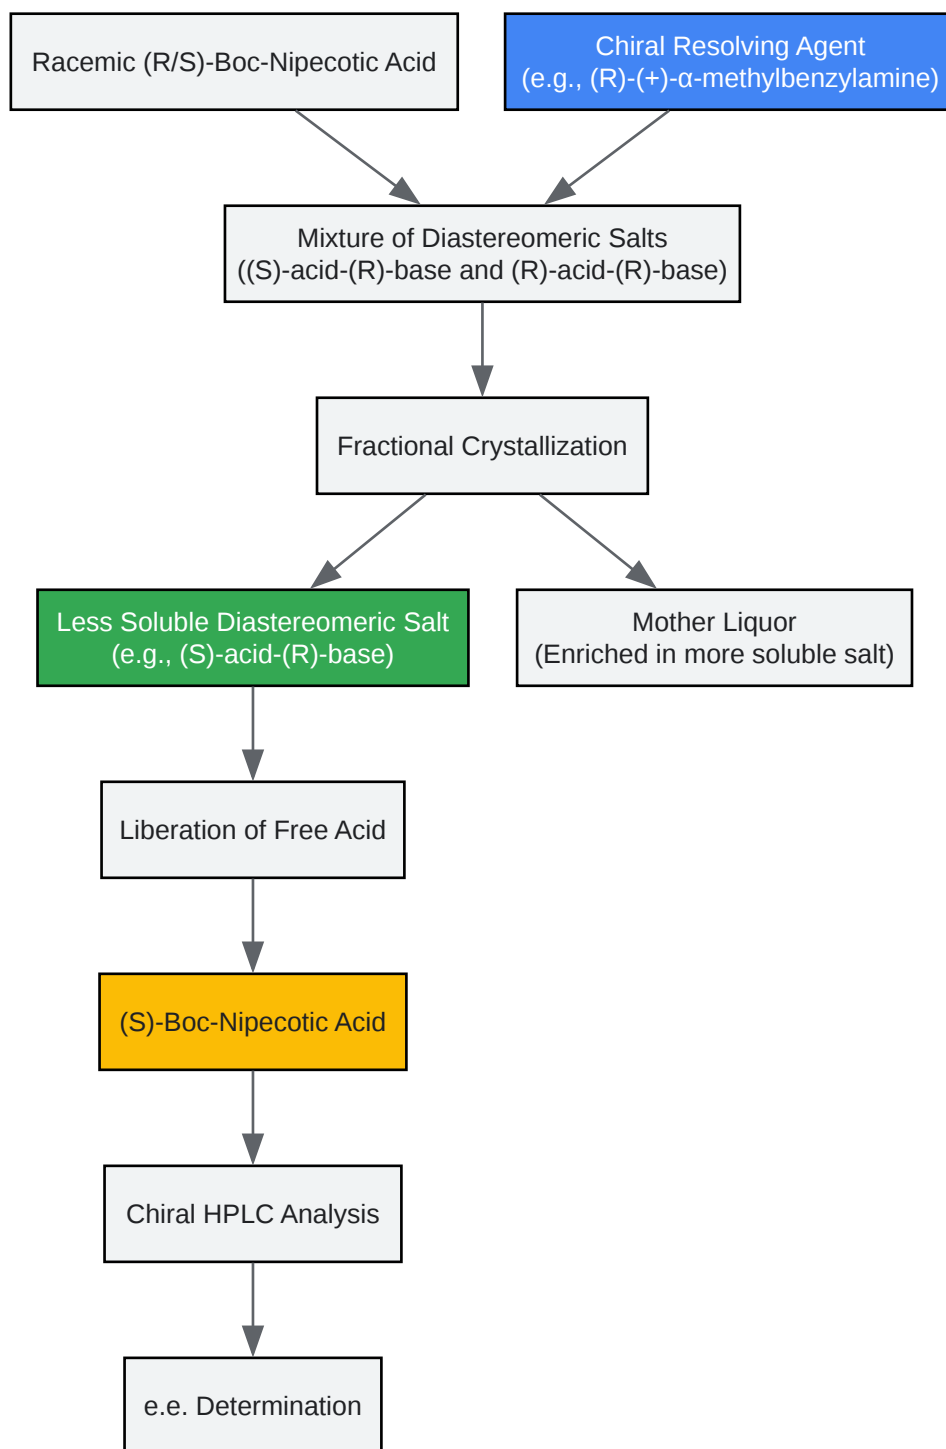 Racemic (R/S)-Boc-Nipecotic Acid
Chiral Resolving Agent
(e.g., (R)-(+)-α-methylbenzylamine)
Mixture of Diastereomeric Salts
((S)-acid-(R)-base and (R)-acid-(R)-base)
Fractional Crystallization
Less Soluble Diastereomeric Salt
(e.g., (S)-acid-(R)-base)
Mother Liquor
(Enriched in more soluble salt)
Liberation of Free Acid
(S)-Boc-Nipecotic Acid
Chiral HPLC Analysis
e.e. Determination